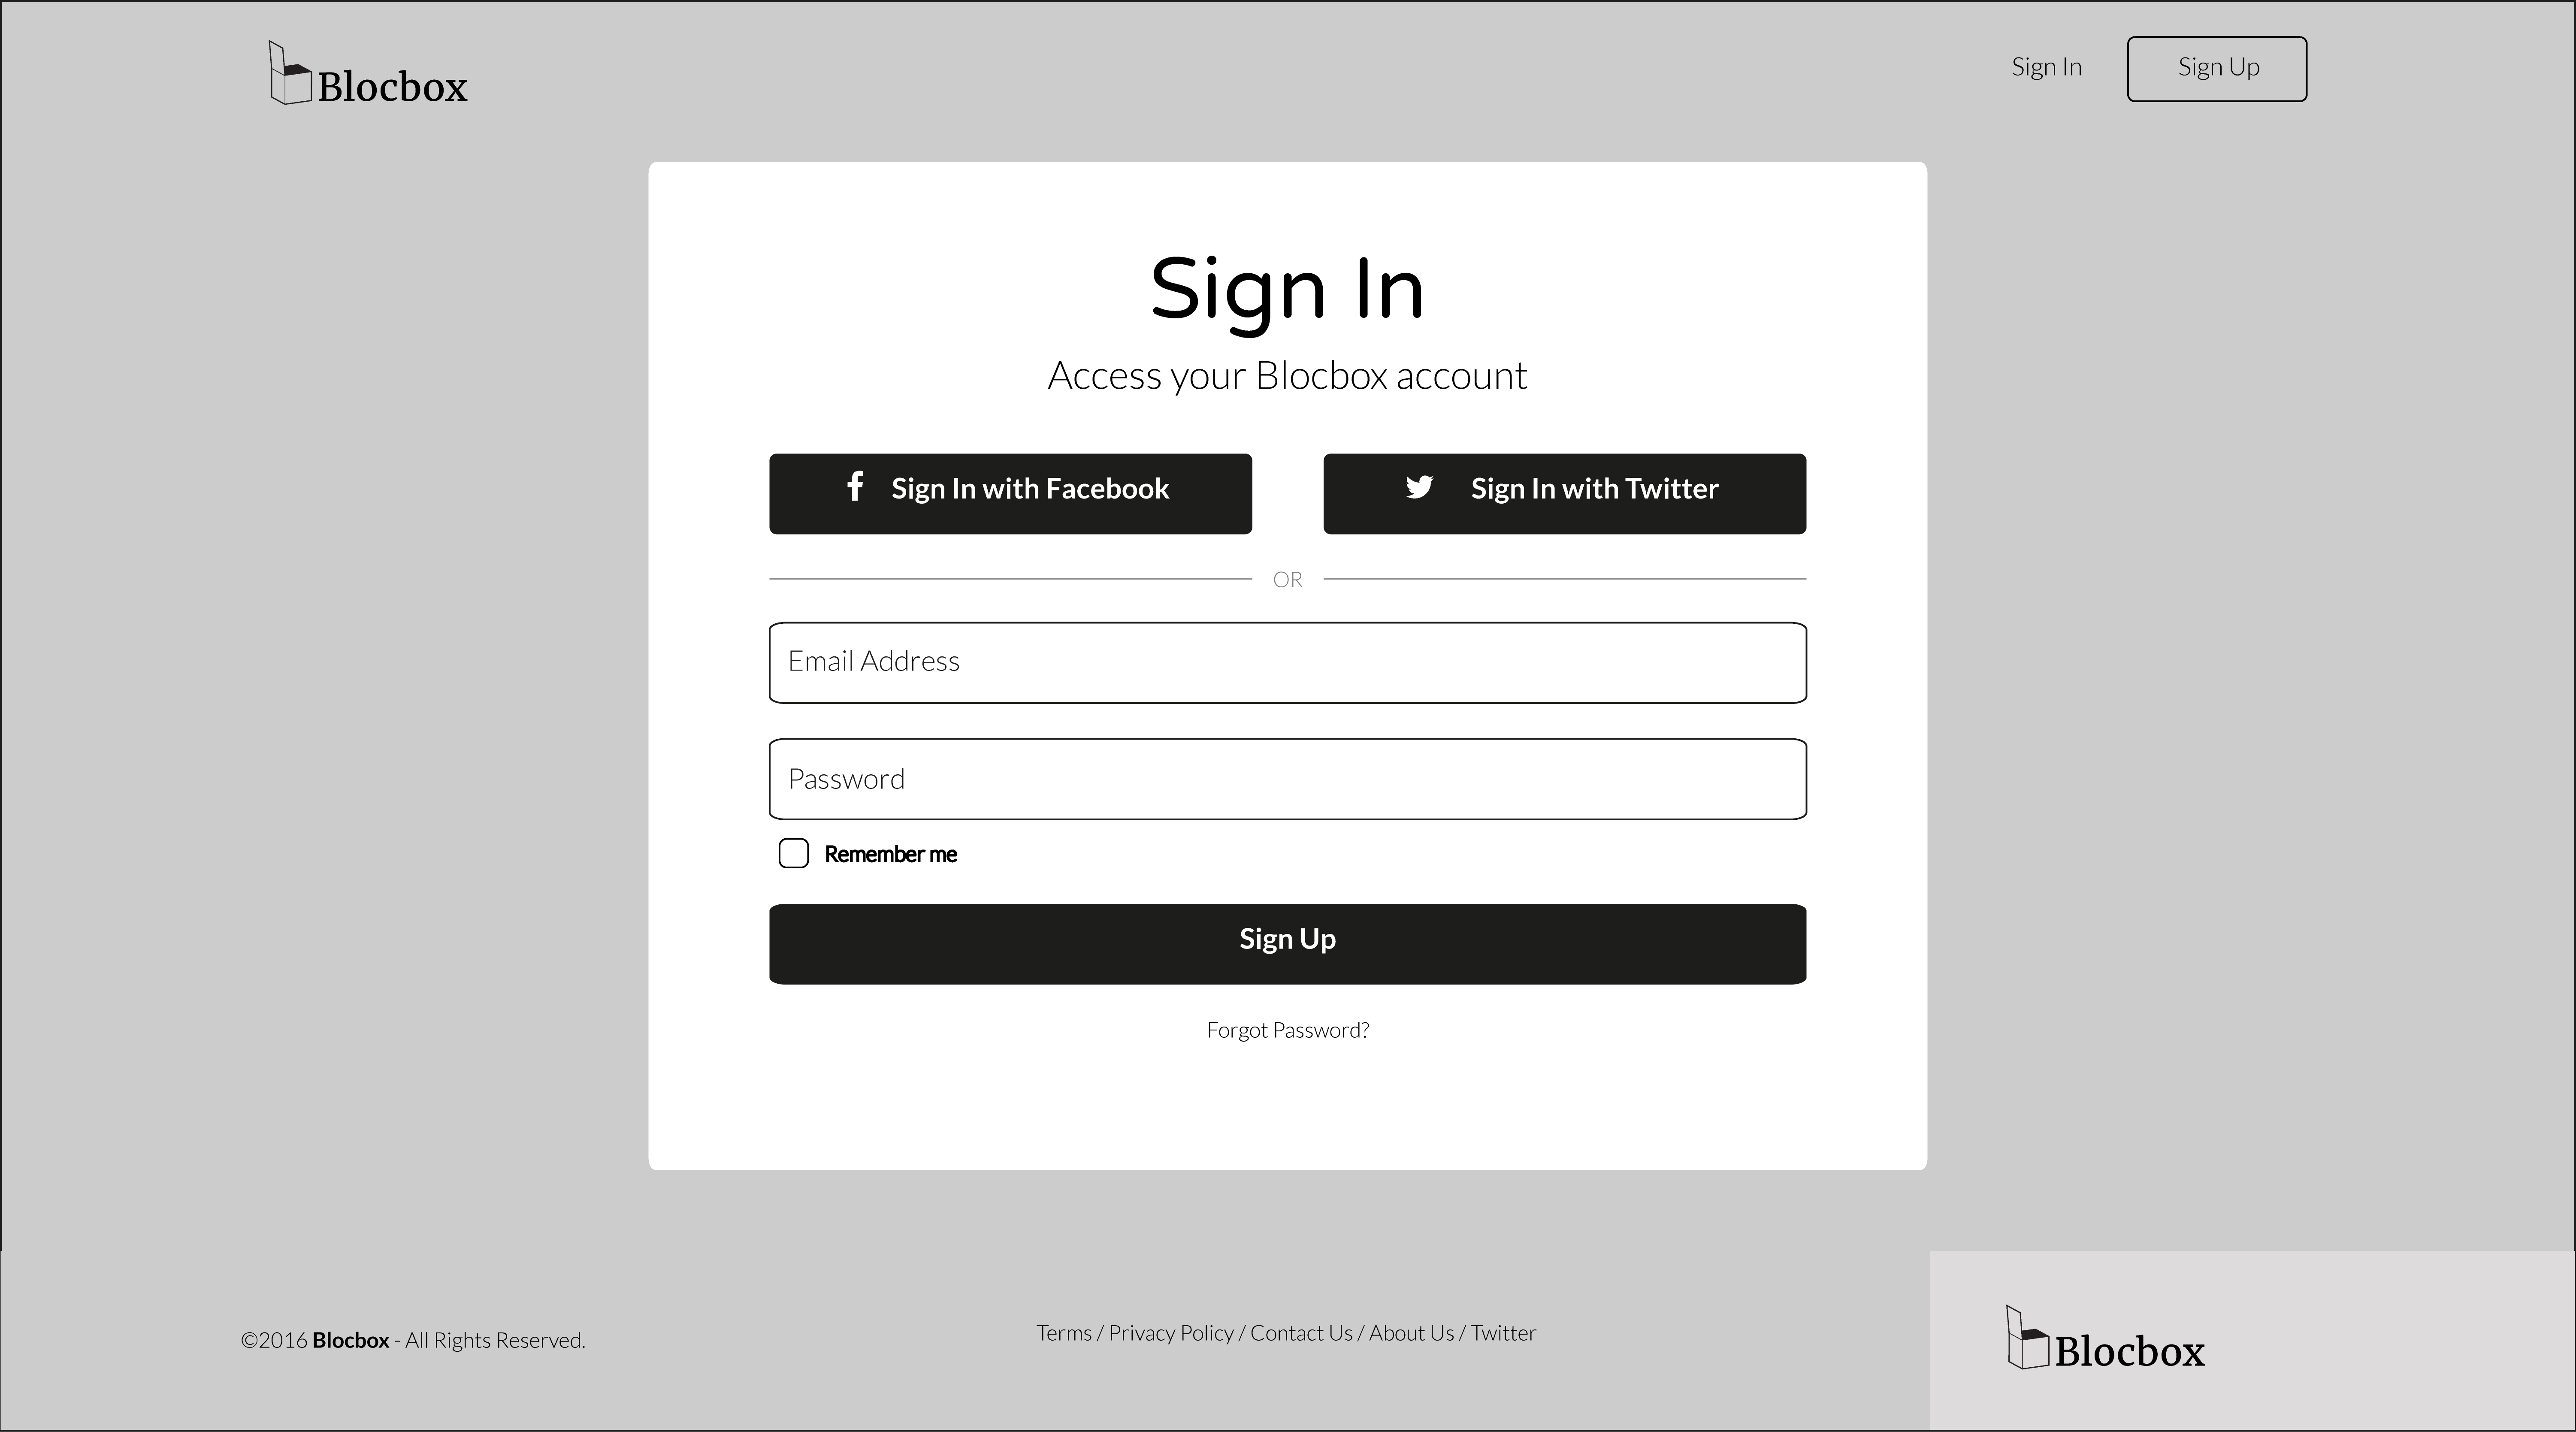 Blocbox
Sign In
Sign Up
Sign In
Access your Blocbox account
Sign In with Facebook
Sign In with Twitter
OR
Email Address
Password
Remember me
Sign Up
Forgot Password?
©2016 Blocbox - All Rights Reserved.
Terms / Privacy Policy / Contact Us / About Us / Twitter
Blocbox